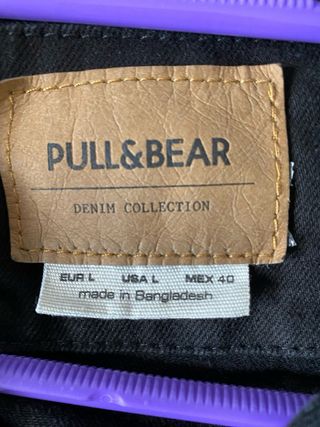 PULL&BEAR
DENIM COLLECTION
EUR L USA L MEX 40
made in Bangladesh